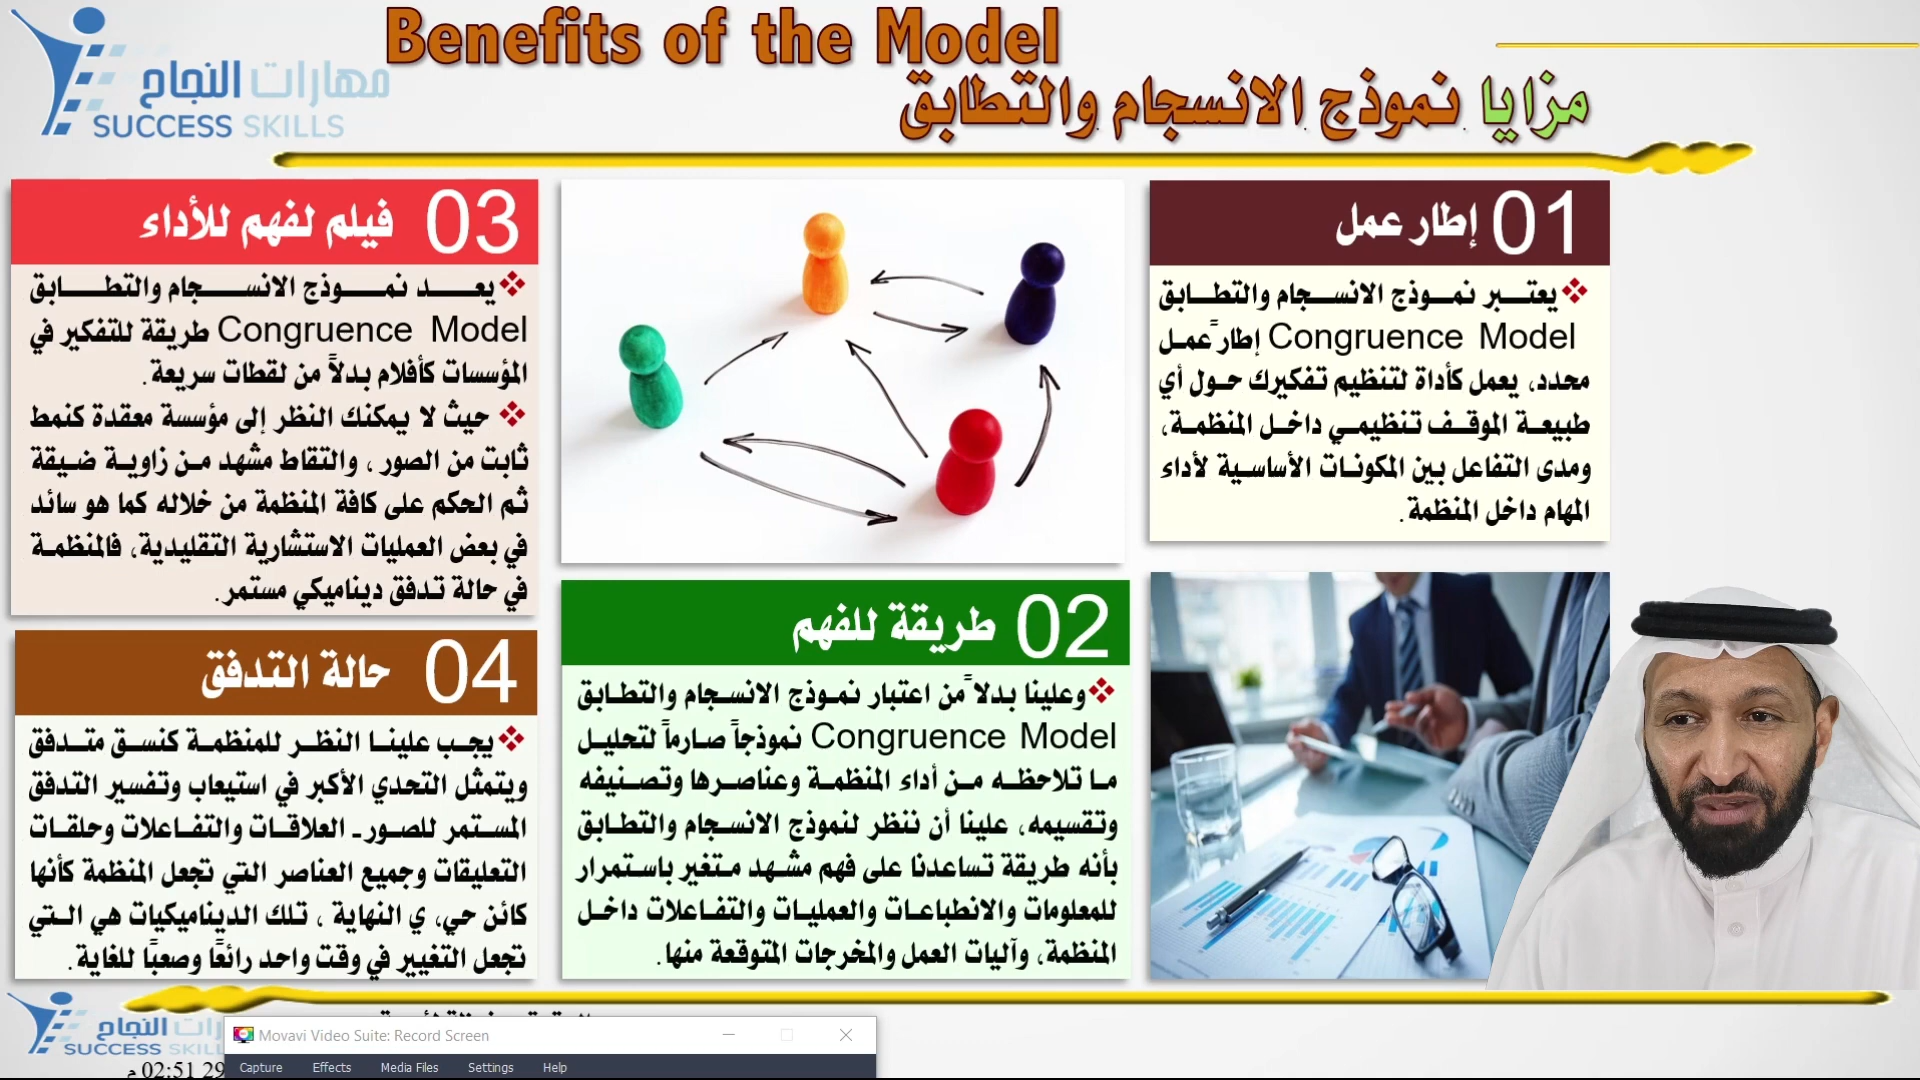 Benefits of the Model
مزايا نموذج الانسجام والتطابق
مهارات النجاح
SUCCESS SKILLS
01 إطار عمل
❖يعتبر نموذج الانسجام والتطابق
Congruence Model إطار ًعمل
محدد، يعمل كأداة لتنظيم تفكيرك حول أي
طبيعة الموقف تنظيمي داخل المنظمة،
ومدى التفاعل بين المكونات الأساسية لأداء
المهام داخل المنظمة.
02 طريقة للفهم
❖وعلينا بدلا ًمن اعتبار نموذج الانسجام والتطابق
Congruence Model نموذجاً صارماً لتحليل
ما تلاحظه من أداء المنظمة وعناصرها وتصنيفه
وتقسيمه، علينا أن ننظر لنموذج الانسجام والتطابق
بأنه طريقة تساعدنا على فهم مشهد متغير باستمرار
للمعلومات والانطباعات والعمليات والتفاعلات داخل
المنظمة، وآليات العمل والمخرجات المتوقعة منها.
03 فيلم لفهم للأداء
❖يعد نموذج الانسجام والتطابق
Congruence Model طريقة للتفكير في
المؤسسات كأفلام بدلاً من لقطات سريعة.
❖ حيث لا يمكنك النظر إلى مؤسسة معقدة كنمط
ثابت من الصور، والتقاط مشهد من زاوية ضيقة
ثم الحكم على كافة المنظمة من خلاله كما هو سائد
في بعض العمليات الاستشارية التقليدية، فالمنظمة
في حالة تدفق ديناميكي مستمر.
04 حالة التدفق
❖يجب علينا النظر للمنظمة كنسق متدفق
ويتمثل التحدي الأكبر في استيعاب وتفسير التدفق
المستمر للصور- العلاقات والتفاعلات وحلقات
التعليقات وجميع العناصر التي تجعل المنظمة كأنها
كائن حي، ي النهاية ، تلك الديناميكيات هي التي
تجعل التغيير في وقت واحد رائعًا وصعبًا للغاية.
النجاح
SUCCESS SKILL
02:51 29 م
Movavi Video Suite: Record Screen
Capture Effects Media Files Settings Help